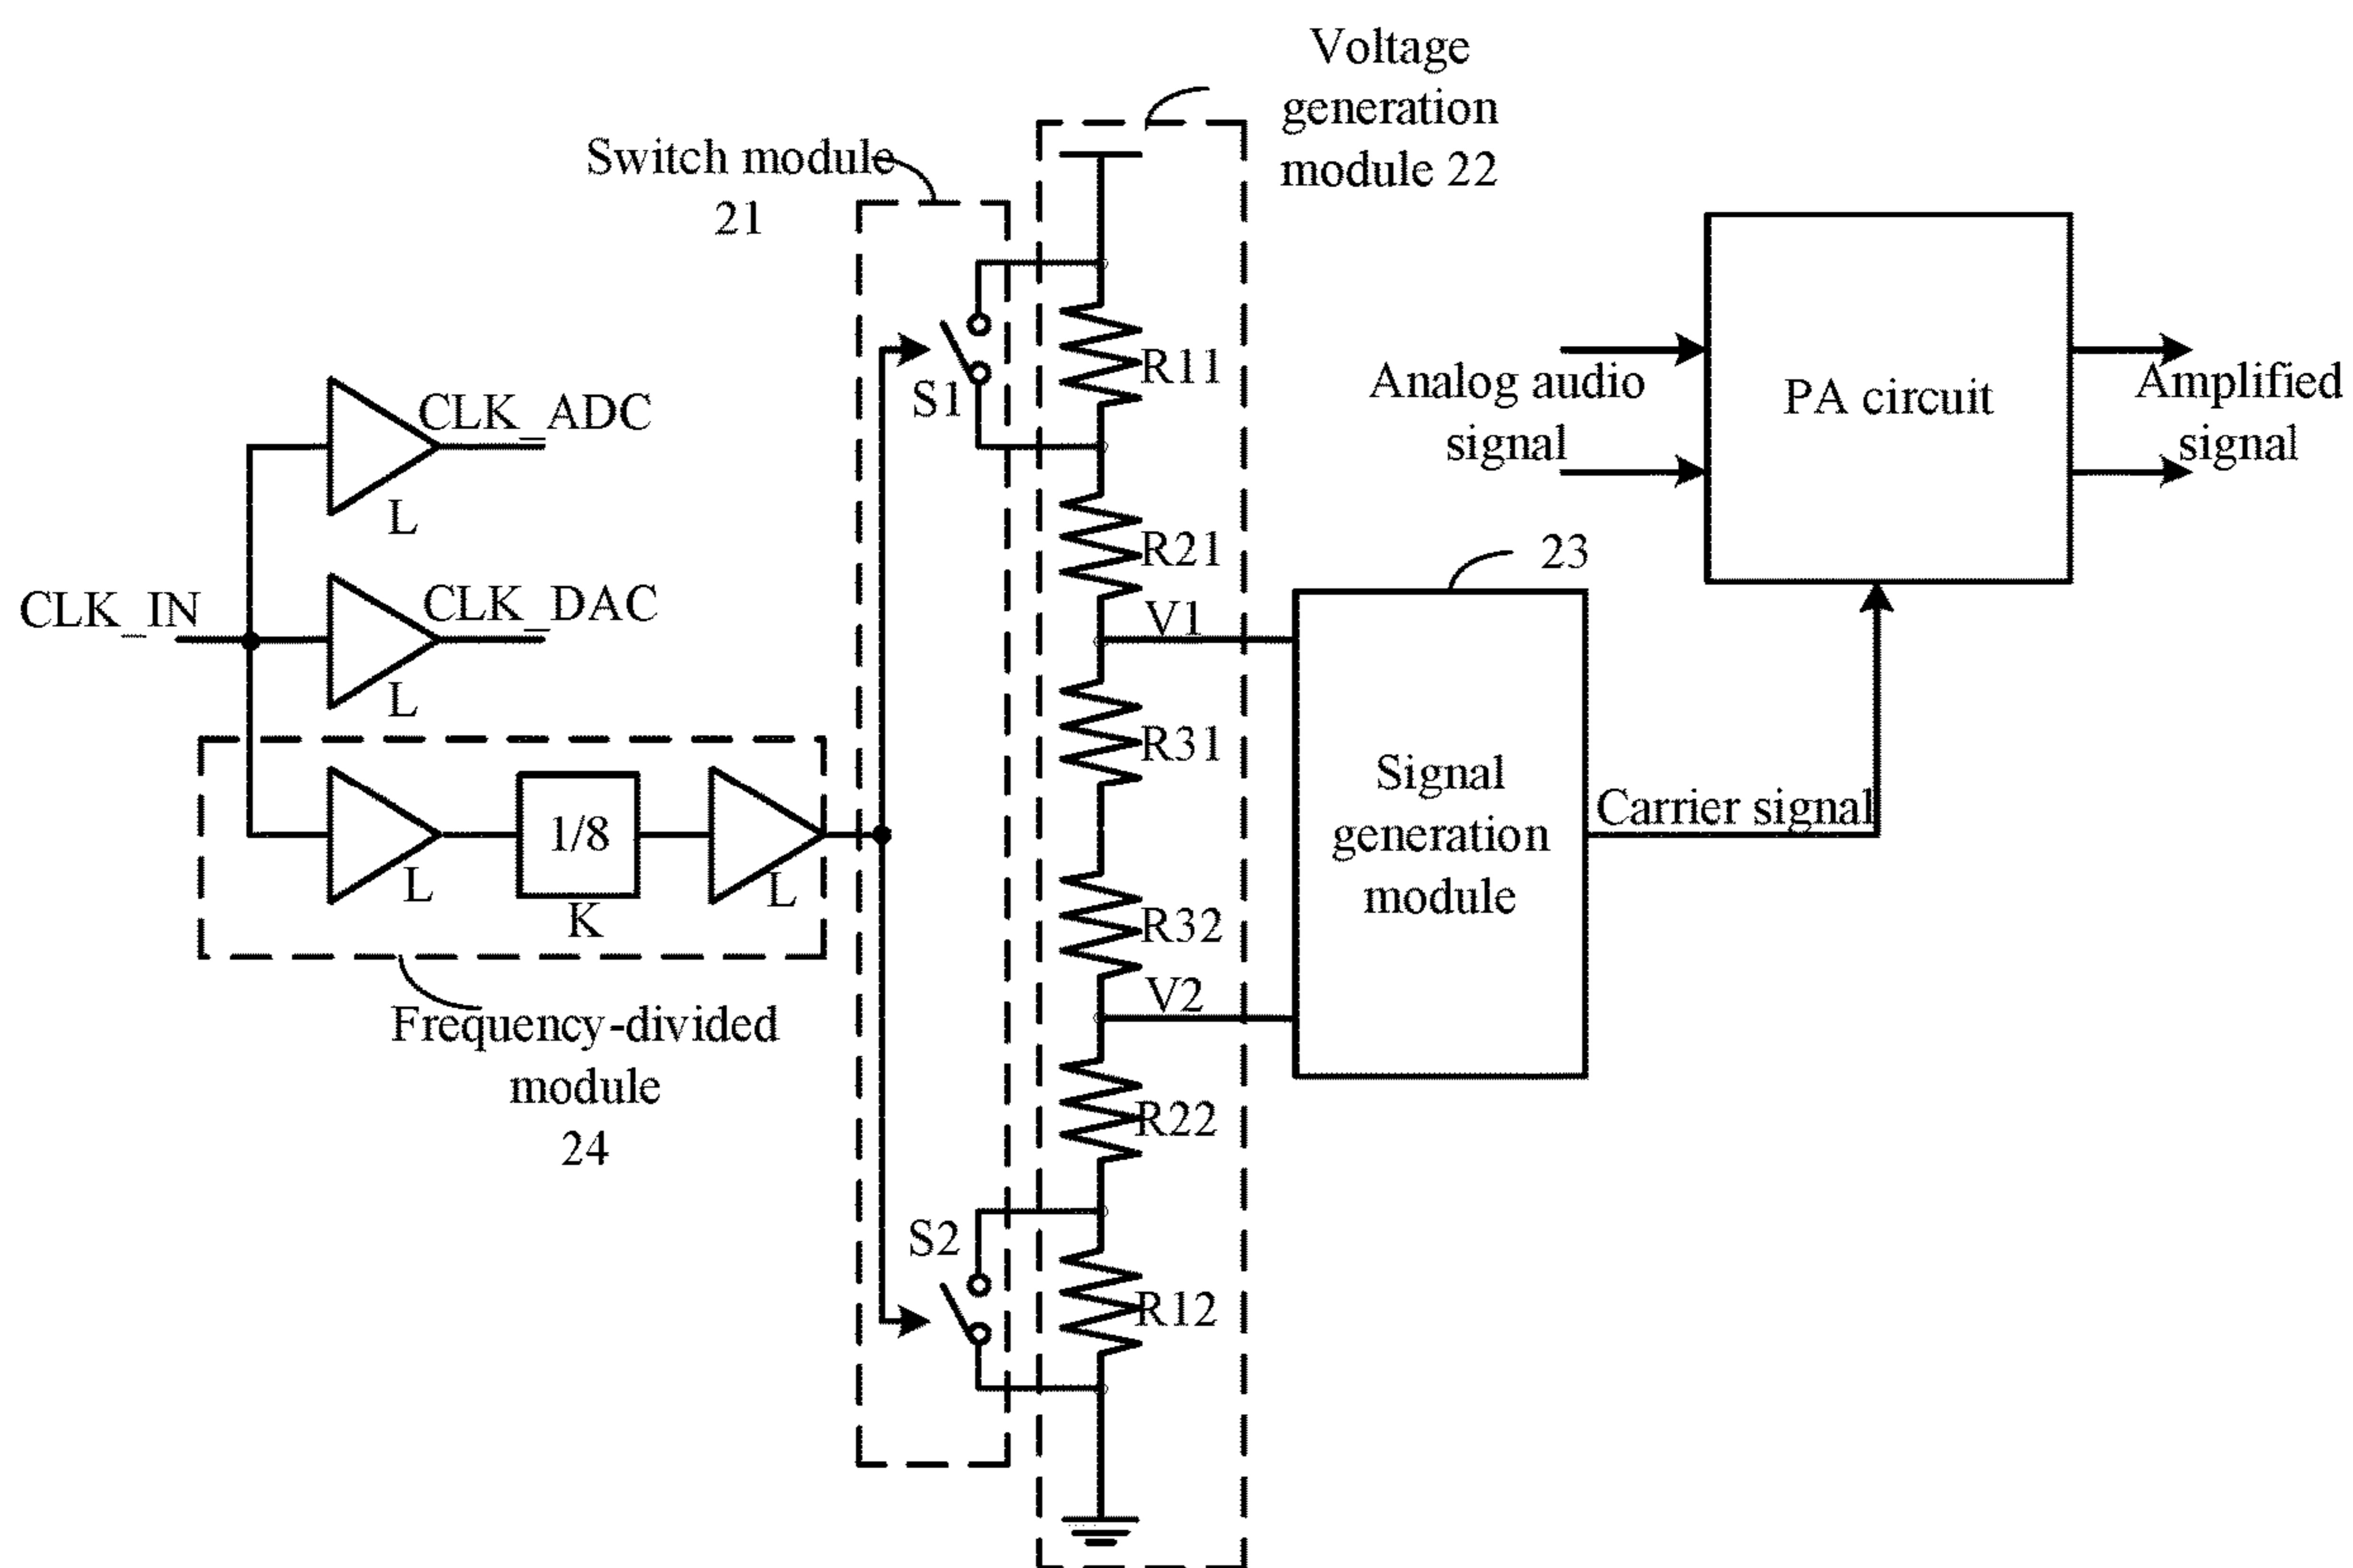 Voltage
generation
module 22
Switch module
21
S1
R11
Analog audio
signal
PA circuit
Amplified
signal
CLK_ADC
L
R21
23
CLK_IN
CLK_DAC
L
V1
R31
Signal
generation
module
Carrier signal
L
1/8
K
L
R32
V2
Frequency-divided
module
24
R22
S2
R12